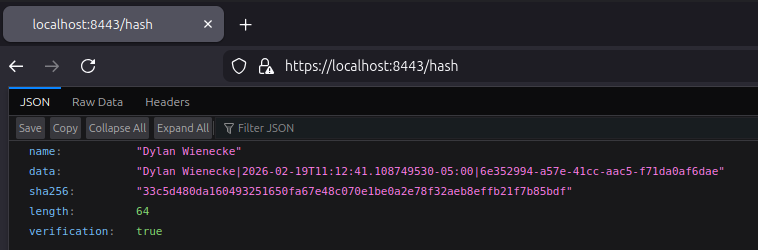 localhost:8443/hash
https://localhost:8443/hash
JSON Raw Data Headers
Save Copy Collapse All Expand All Filter JSON
name: "Dylan Wienecke"
data: "Dylan Wienecke|2026-02-19T11:12:41.108749530-05:00|6e352994-a57e-41cc-aac5-f71da0af6dae"
sha256: "33c5d480da160493251650fa67e48c070e1be0a2e78f32aeb8effb21f7b85bdf"
length: 64
verification: true